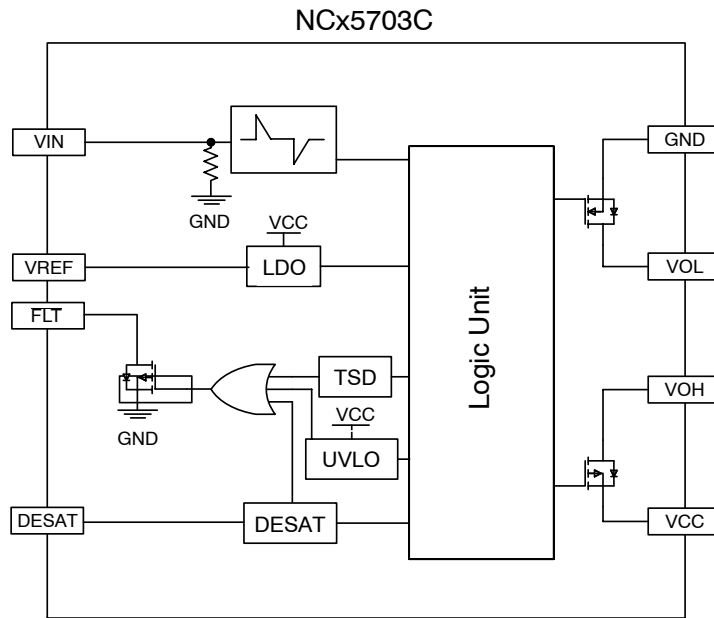 NCx5703C
VIN
GND
GND
VCC
VREF
LDO
VOL
FLT
Logic Unit
TSD
VCC
VOH
GND
UVLO
DESAT
DESAT
VCC